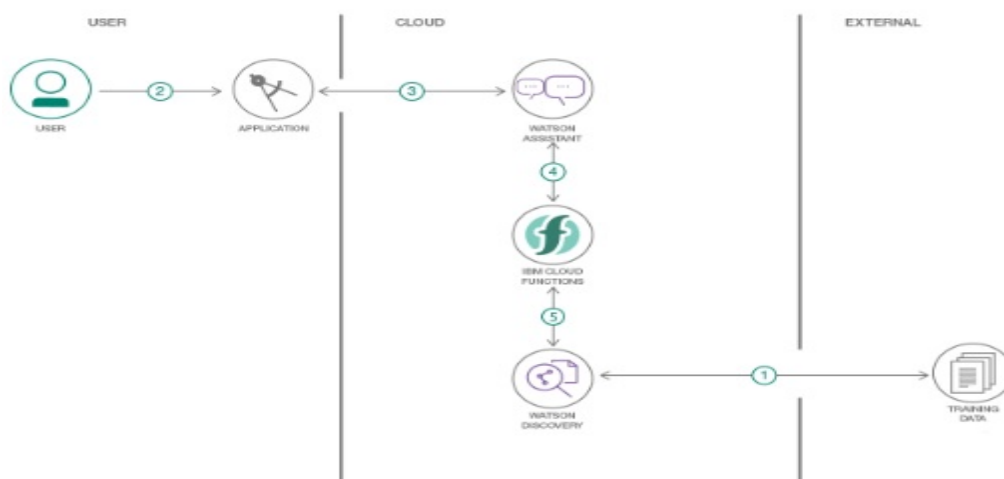 USER
CLOUD
EXTERNAL
2
3
USER
APPLICATION
WATSON
ASSISTANT
4
IBM CLOUD
FUNCTIONS
5
1
WATSON
DISCOVERY
TRAINING
DATA